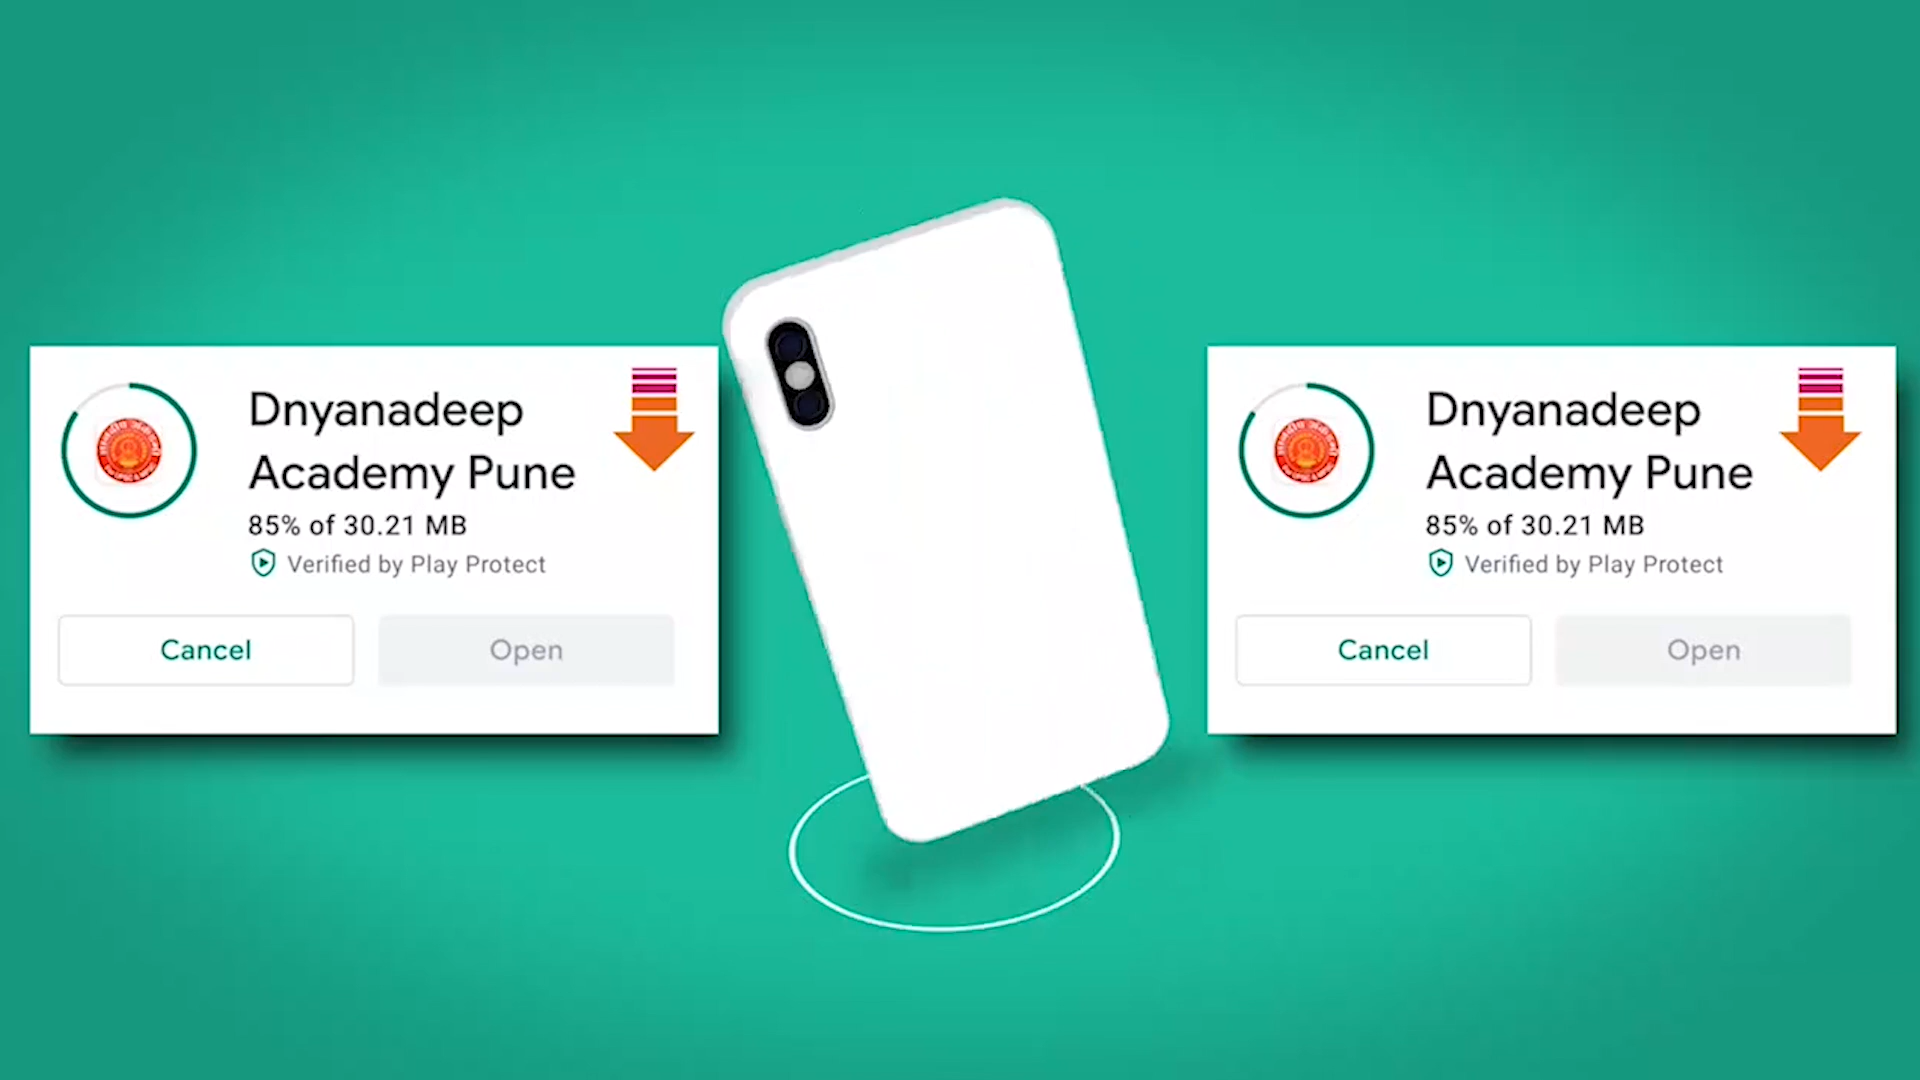 Dnyanadeep
Academy Pune
85% of 30.21 MB
Verified by Play Protect
Cancel
Open
Dnyanadeep
Academy Pune
85% of 30.21 MB
Verified by Play Protect
Cancel
Open